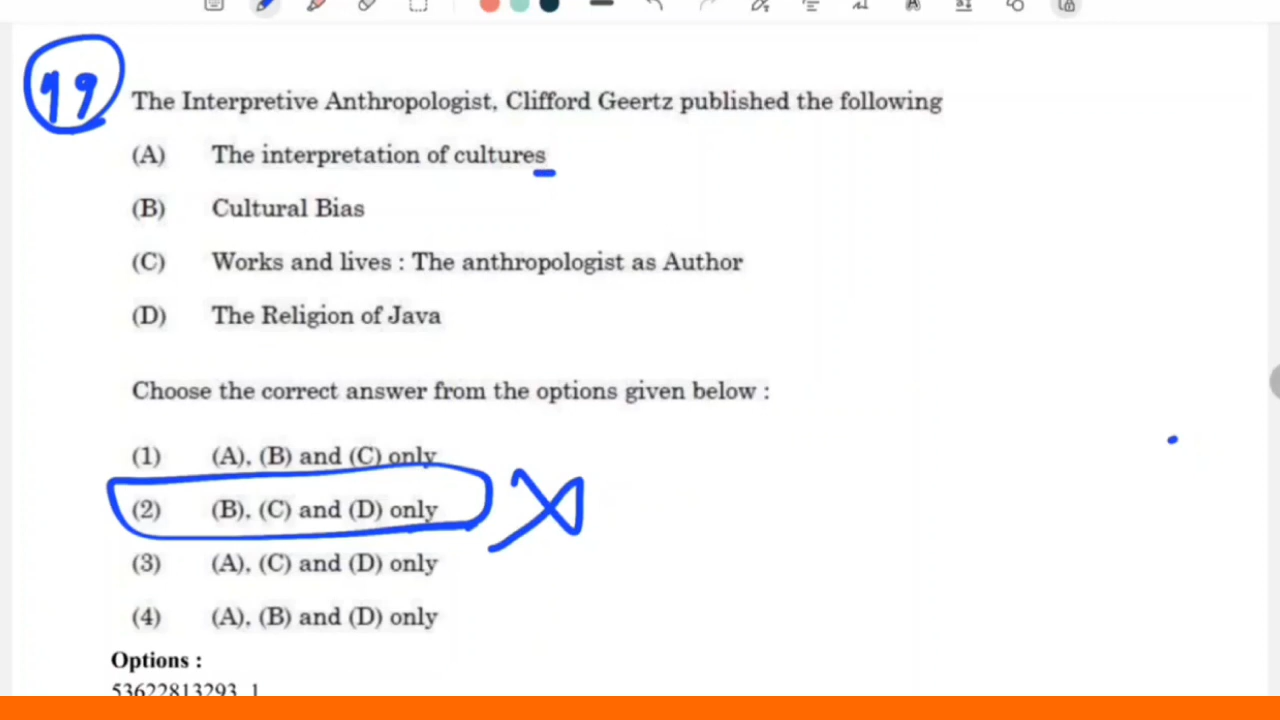 19
The Interpretive Anthropologist, Clifford Geertz published the following
(A) The interpretation of cultures
(B) Cultural Bias
(C) Works and lives : The anthropologist as Author
(D) The Religion of Java
Choose the correct answer from the options given below :
(1) (A), (B) and (C) only
(2) (B), (C) and (D) only
(3) (A), (C) and (D) only
(4) (A), (B) and (D) only
Options :
53622813293. 1